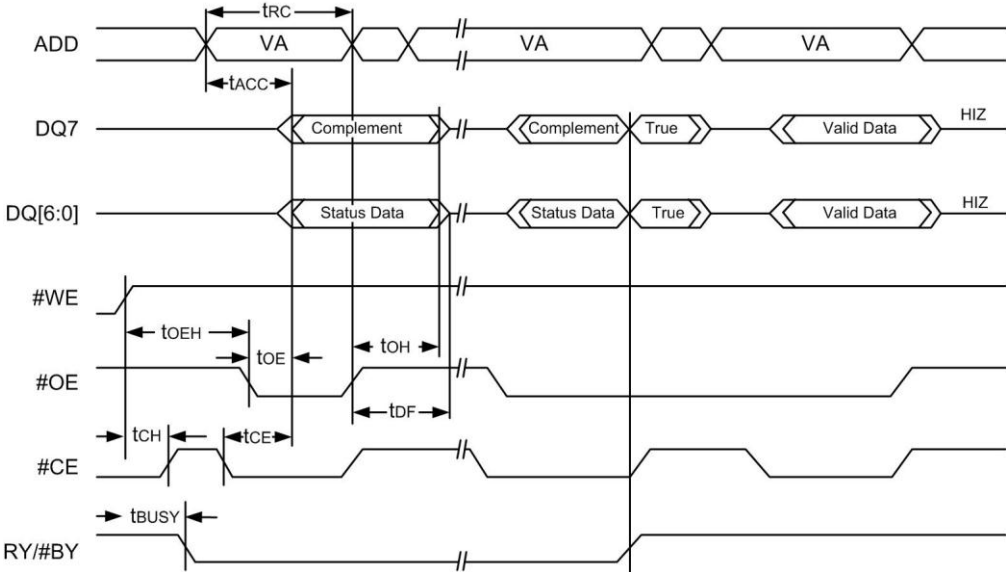 tRC
ADD VA VA VA
tACC
DQ7 Complement Complement True Valid Data HIZ
DQ[6:0] Status Data Status Data True Valid Data HIZ
#WE
tOEH
tOE tOH
#OE
tDF
tCH tCE
#CE
tBUSY
RY/#BY